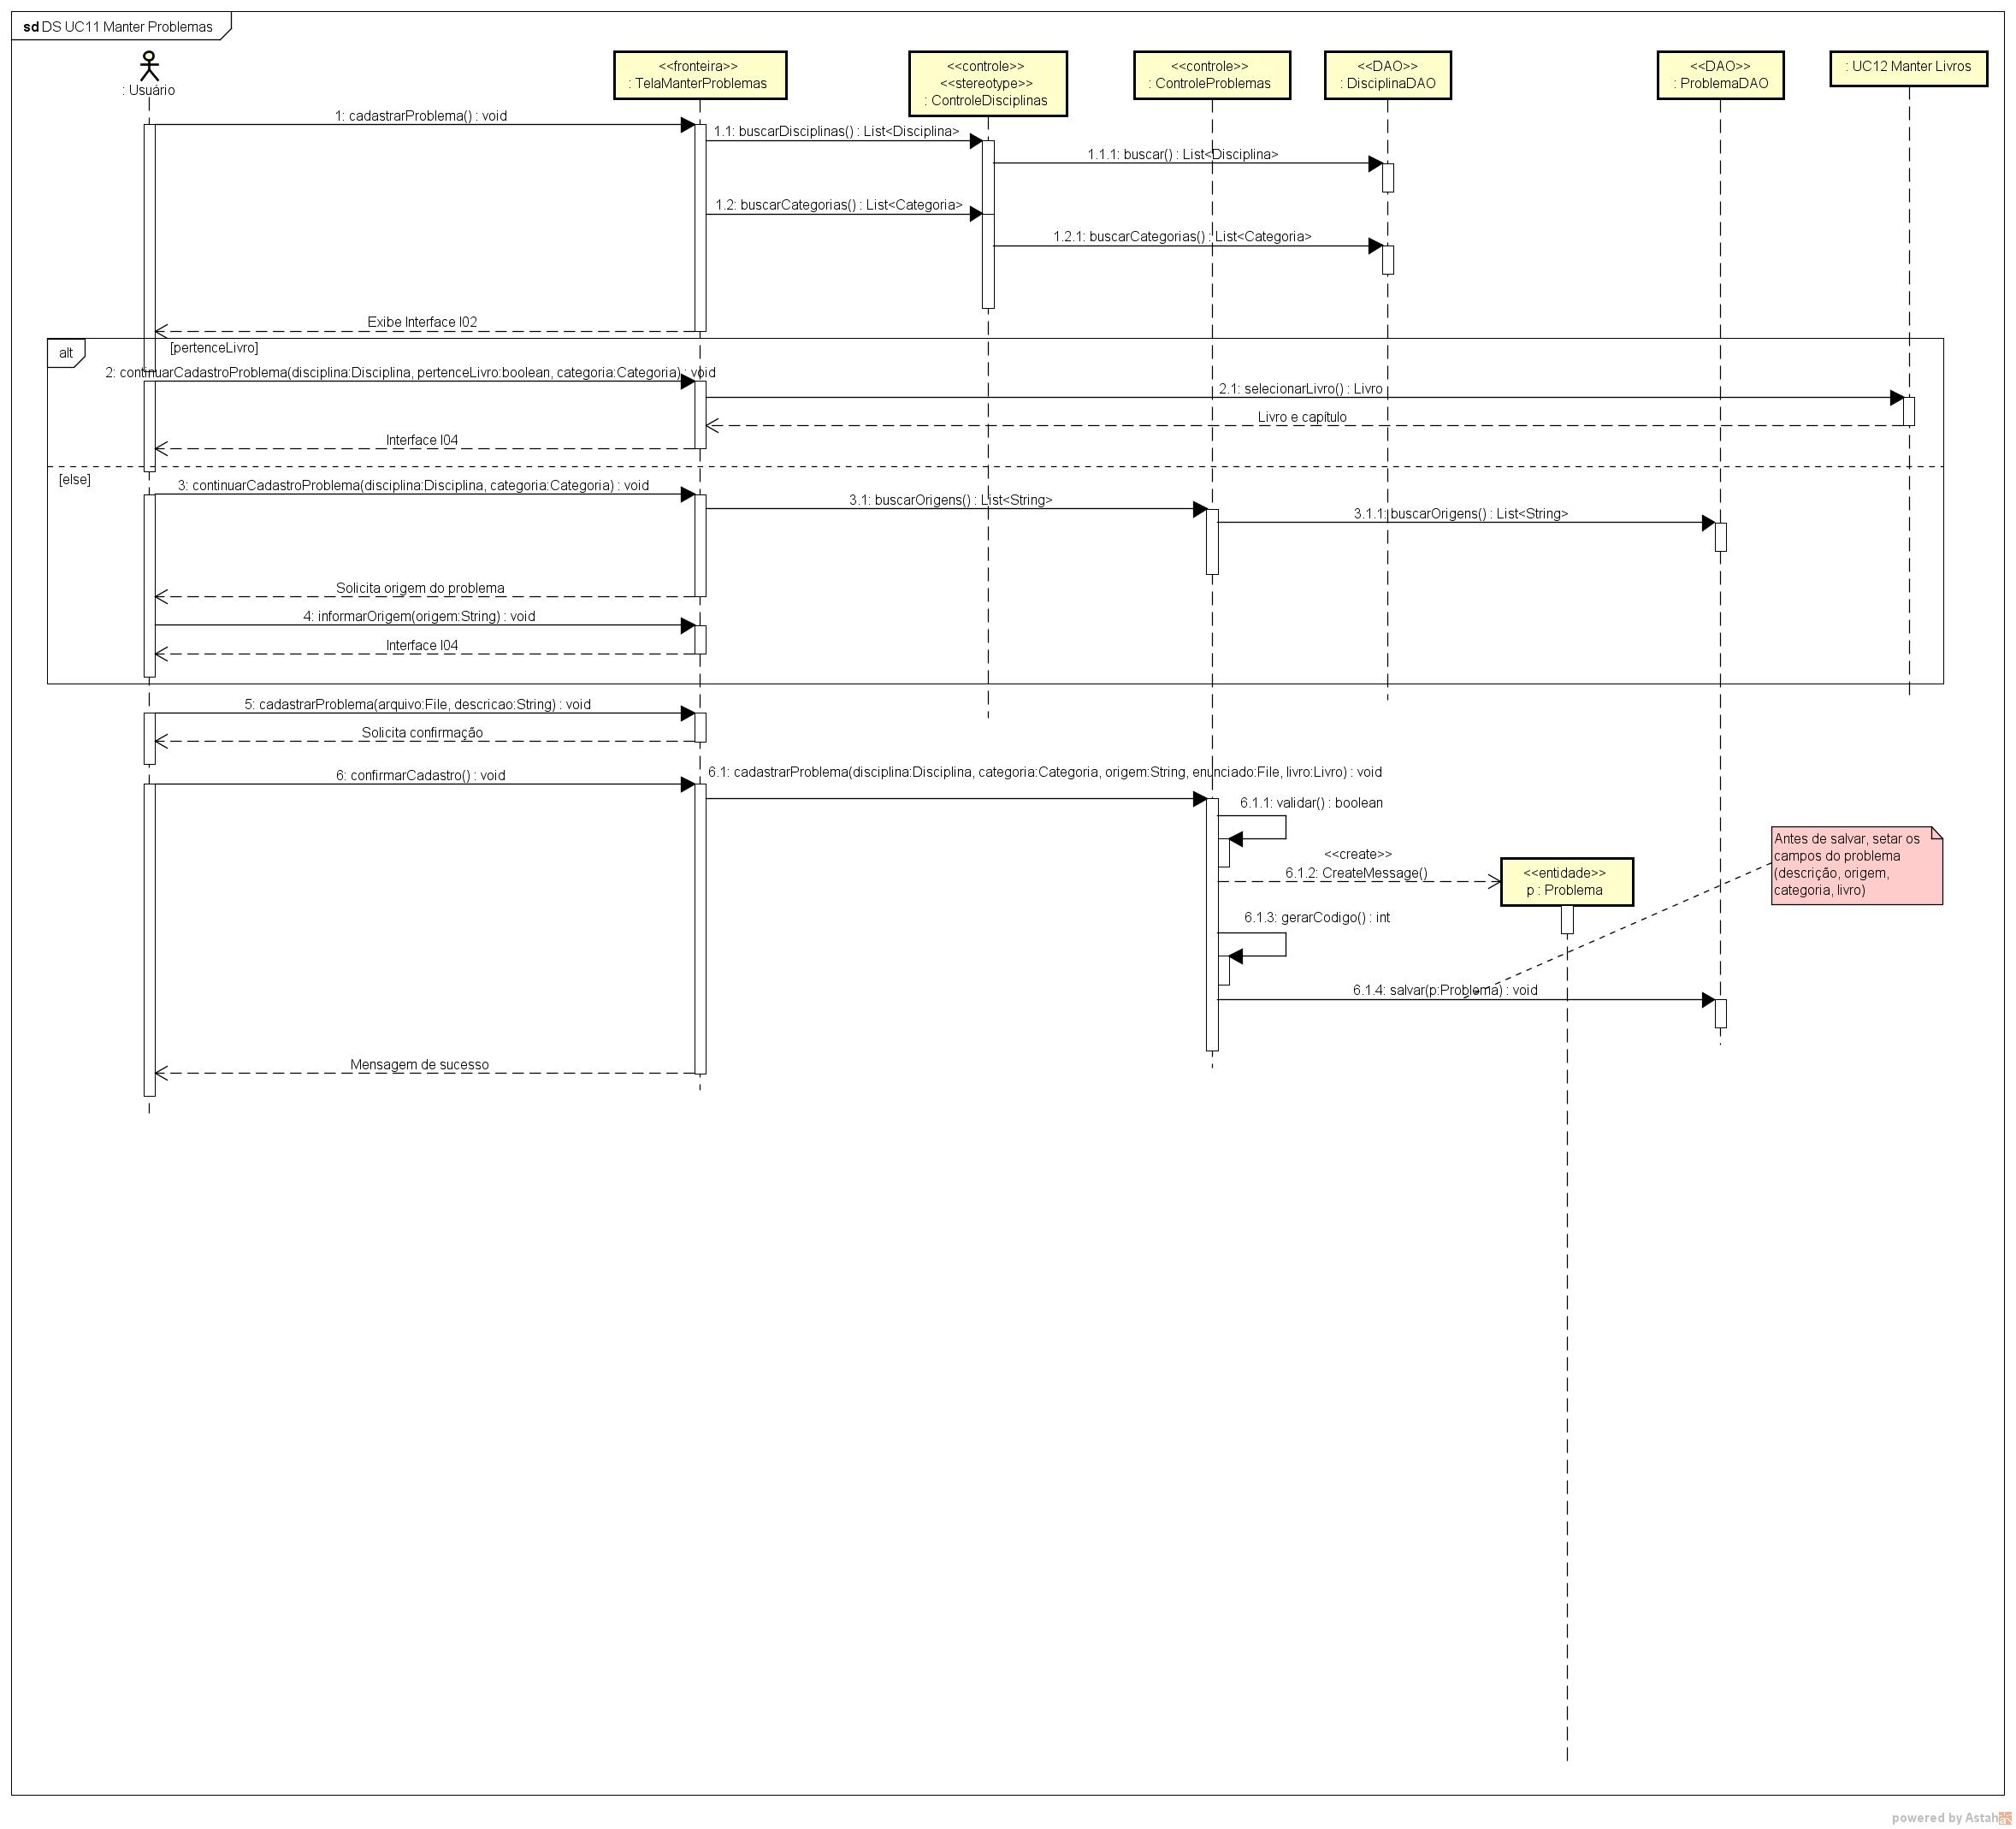 sd DS UC11 Manter Problemas
: Usuário
<<fronteira>>
: TelaManterProblemas
<<controle>>
<<stereotype>>
: ControleDisciplinas
<<controle>>
: ControleProblemas
<<DAO>>
: DisciplinaDAO
<<DAO>>
: ProblemaDAO
: UC12 Manter Livros
1: cadastrarProblema() : void
1.1: buscarDisciplinas() : List<Disciplina>
1.1.1: buscar() : List<Disciplina>
1.2: buscarCategorias() : List<Categoria>
1.2.1: buscarCategorias() : List<Categoria>
Exibe Interface I02
alt
[pertenceLivro]
2: continuarCadastroProblema(disciplina:Disciplina, pertenceLivro:boolean, categoria:Categoria) : void
2.1: selecionarLivro() : Livro
Livro e capítulo
Interface I04
[else]
3: continuarCadastroProblema(disciplina:Disciplina, categoria:Categoria) : void
3.1: buscarOrigens() : List<String>
3.1.1: buscarOrigens() : List<String>
Solicita origem do problema
4: informarOrigem(origem:String) : void
Interface I04
5: cadastrarProblema(arquivo:File, descricao:String) : void
Solicita confirmação
6: confirmarCadastro() : void
6.1: cadastrarProblema(disciplina:Disciplina, categoria:Categoria, origem:String, enunciado:File, livro:Livro) : void
6.1.1: validar() : boolean
Antes de salvar, setar os
campos do problema
(descrição, origem,
categoria, livro)
<<create>>
6.1.2: CreateMessage()
<<entidade>>
p : Problema
6.1.3: gerarCodigo() : int
6.1.4: salvar(p:Problema) : void
Mensagem de sucesso
powered by Astah